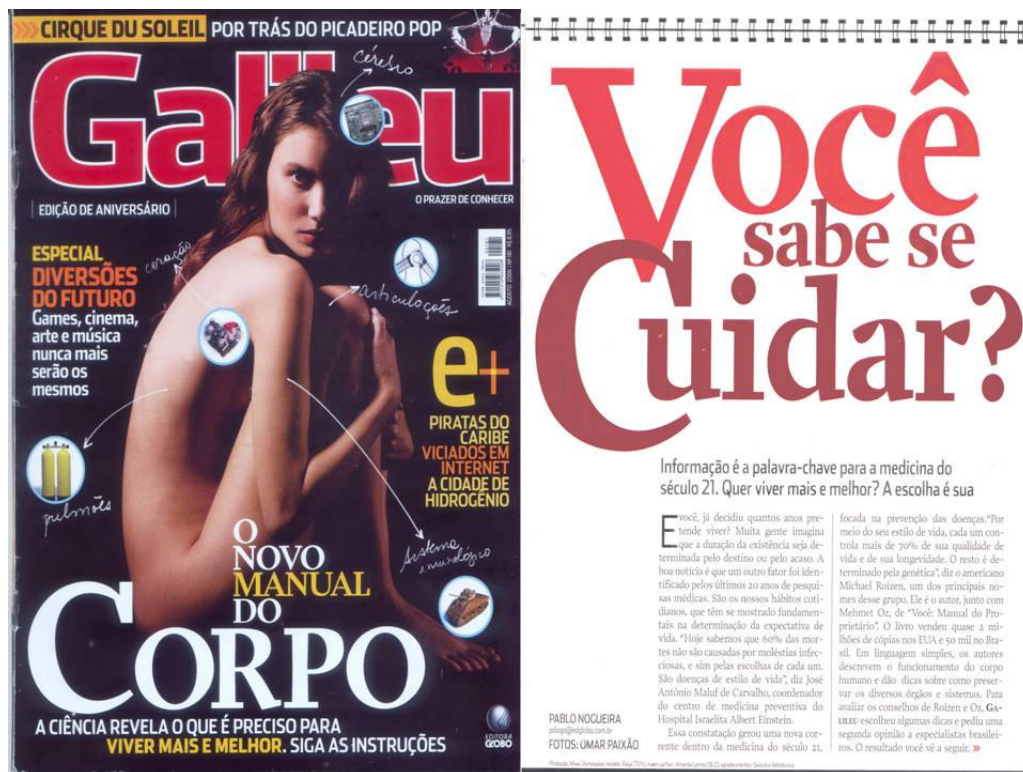 CIRQUE DU SOLEIL POR TRÁS DO PICADEIRO POP
Galileu
cérebro
EDIÇÃO DE ANIVERSÁRIO
O PRAZER DE CONHECER
ESPECIAL
DIVERSÕES
DO FUTURO
Games, cinema,
arte e música
nunca mais
serão os
mesmos
coração
articulações
AGOSTO 2006
e+
PIRATAS DO
CARIBE
VICIADOS EM
INTERNET
A CIDADE DE
HIDROGÊNIO
pulmões
sistema
imunológico
O
NOVO
MANUAL
DO
CORPO
A CIÊNCIA REVELA O QUE É PRECISO PARA
VIVER MAIS E MELHOR. SIGA AS INSTRUÇÕES
EDITORA
GLOBO
Você
sabe se
Cuidar?
Informação é a palavra-chave para a medicina do
século 21. Quer viver mais e melhor? A escolha é sua
E você, já decidiu quantos anos pre-
tende viver? Muita gente imagina
que a duração da existência seja de-
terminada pelo destino ou pelo acaso. A
boa notícia é que um outro fator foi iden-
tificado pelos últimos 20 anos de pesqui-
sas médicas. São os nossos hábitos coti-
dianos, que têm se mostrado fundamen-
tais na determinação da expectativa de
vida. "Hoje sabemos que 60% das mor-
tes não são causadas por moléstias infec-
ciosas, e sim pelas escolhas de cada um.
São doenças de estilo de vida", diz José
Antônio Maluf de Carvalho, coordenador
do centro de medicina preventiva do
Hospital Israelita Albert Einstein.
Essa constatação gerou uma nova cor-
rente dentro da medicina do século 21,
focada na prevenção das doenças. "Por
meio do seu estilo de vida, cada um con-
trola mais de 70% de sua qualidade de
vida e de sua longevidade. O resto é de-
terminado pela genética", diz o americano
Michael Roizen, um dos principais no-
mes desse grupo. Ele é o autor, junto com
Mehmet Oz, de "Você: Manual do Pro-
prietário". O livro vendeu quase 2 mi-
lhões de cópias nos EUA e 50 mil no Bra-
sil. Em linguagem simples, os autores
descrevem o funcionamento do corpo
humano e dão dicas sobre como preser-
var os diversos órgãos e sistemas. Para
avaliar os conselhos de Roizen e Oz, GA-
LILEU escolheu algumas dicas e pediu uma
segunda opinião a especialistas brasilei-
ros. O resultado você vê a seguir. »
PABLO NOGUEIRA
FOTOS: OMAR PAIXÃO